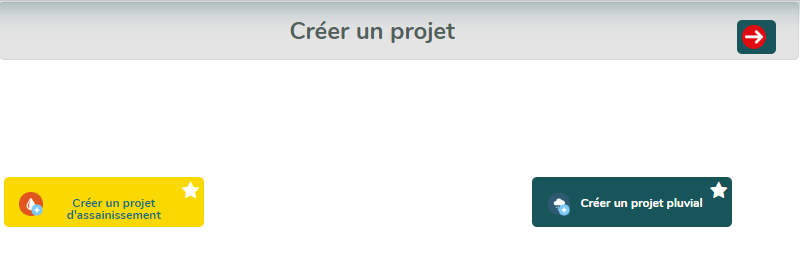 Créer un projet
Créer un projet
d'assainissement
Créer un projet pluvial